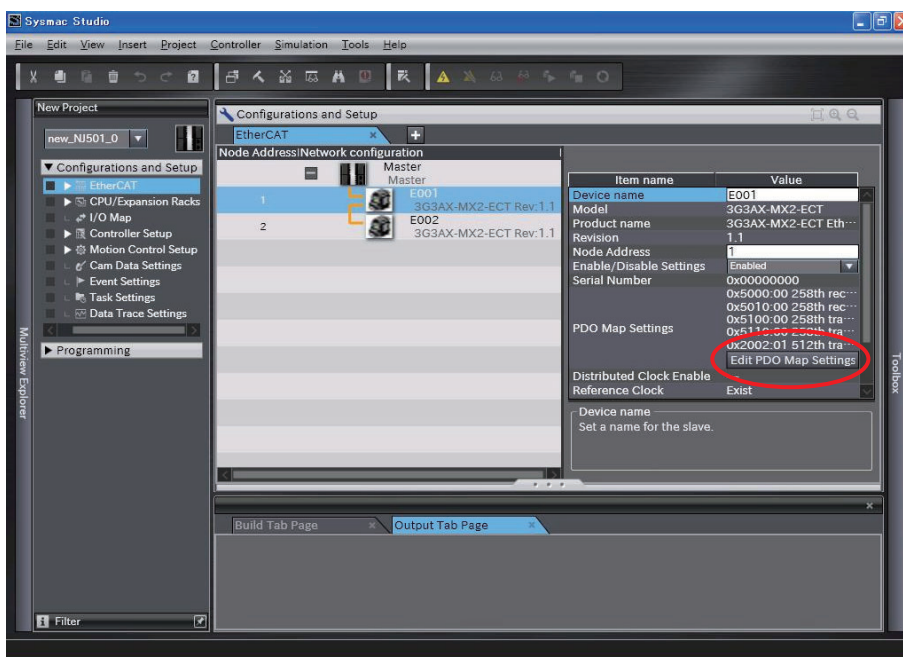 Sysmac Studio
File Edit View Insert Project Controller Simulation Tools Help
New Project
new_NJ501_0
Configurations and Setup
EtherCAT
CPU/Expansion Racks
I/O Map
Controller Setup
Motion Control Setup
Cam Data Settings
Event Settings
Task Settings
Data Trace Settings
Programming
Filter
Multiview Explorer
Configurations and Setup
EtherCAT
Node Address|Network configuration
Master
Master
1 E001
3G3AX-MX2-ECT Rev:1.1
2 E002
3G3AX-MX2-ECT Rev:1.1
Item name Value
Device name E001
Model 3G3AX-MX2-ECT
Product name 3G3AX-MX2-ECT Eth···
Revision 1.1
Node Address 1
Enable/Disable Settings Enabled
Serial Number 0x00000000
PDO Map Settings
0x5000:00 258th rec···
0x5010:00 258th rec···
0x5100:00 258th tra···
0x5110:00 258th tra···
0x2002:01 512th tra···
Edit PDO Map Settings
Distributed Clock Enable
Reference Clock Exist
Device name
Set a name for the slave.
Toolbox
Build Tab Page
Output Tab Page